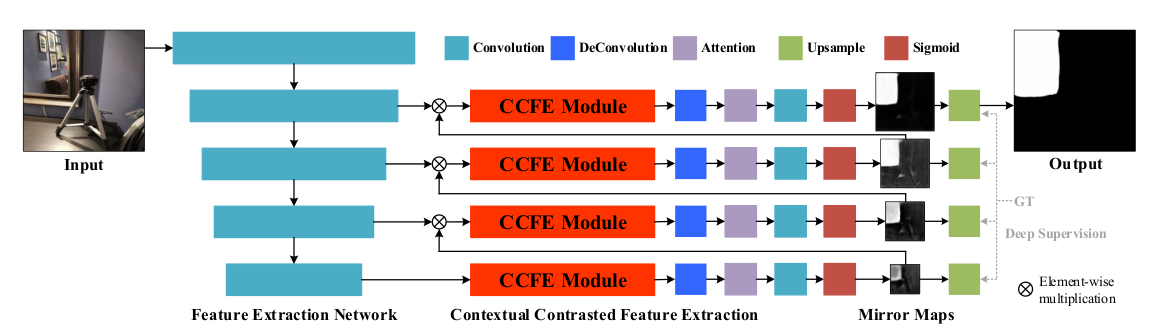 Convolution DeConvolution Attention Upsample Sigmoid
CCFE Module
Input
Output
CCFE Module
GT
CCFE Module
Deep Supervision
CCFE Module
Element-wise
multiplication
Feature Extraction Network Contextual Contrasted Feature Extraction Mirror Maps